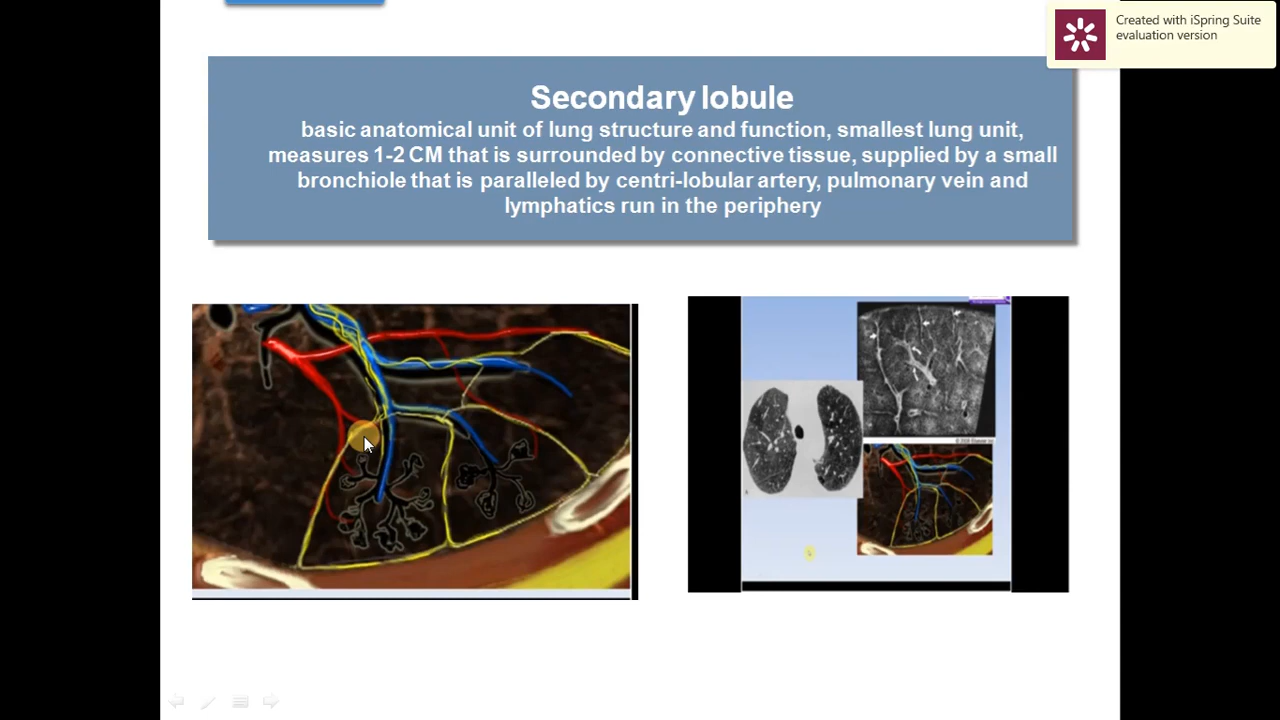 Created with iSpring Suite
evaluation version
Secondary lobule
basic anatomical unit of lung structure and function, smallest lung unit,
measures 1-2 CM that is surrounded by connective tissue, supplied by a small
bronchiole that is paralleled by centri-lobular artery, pulmonary vein and
lymphatics run in the periphery